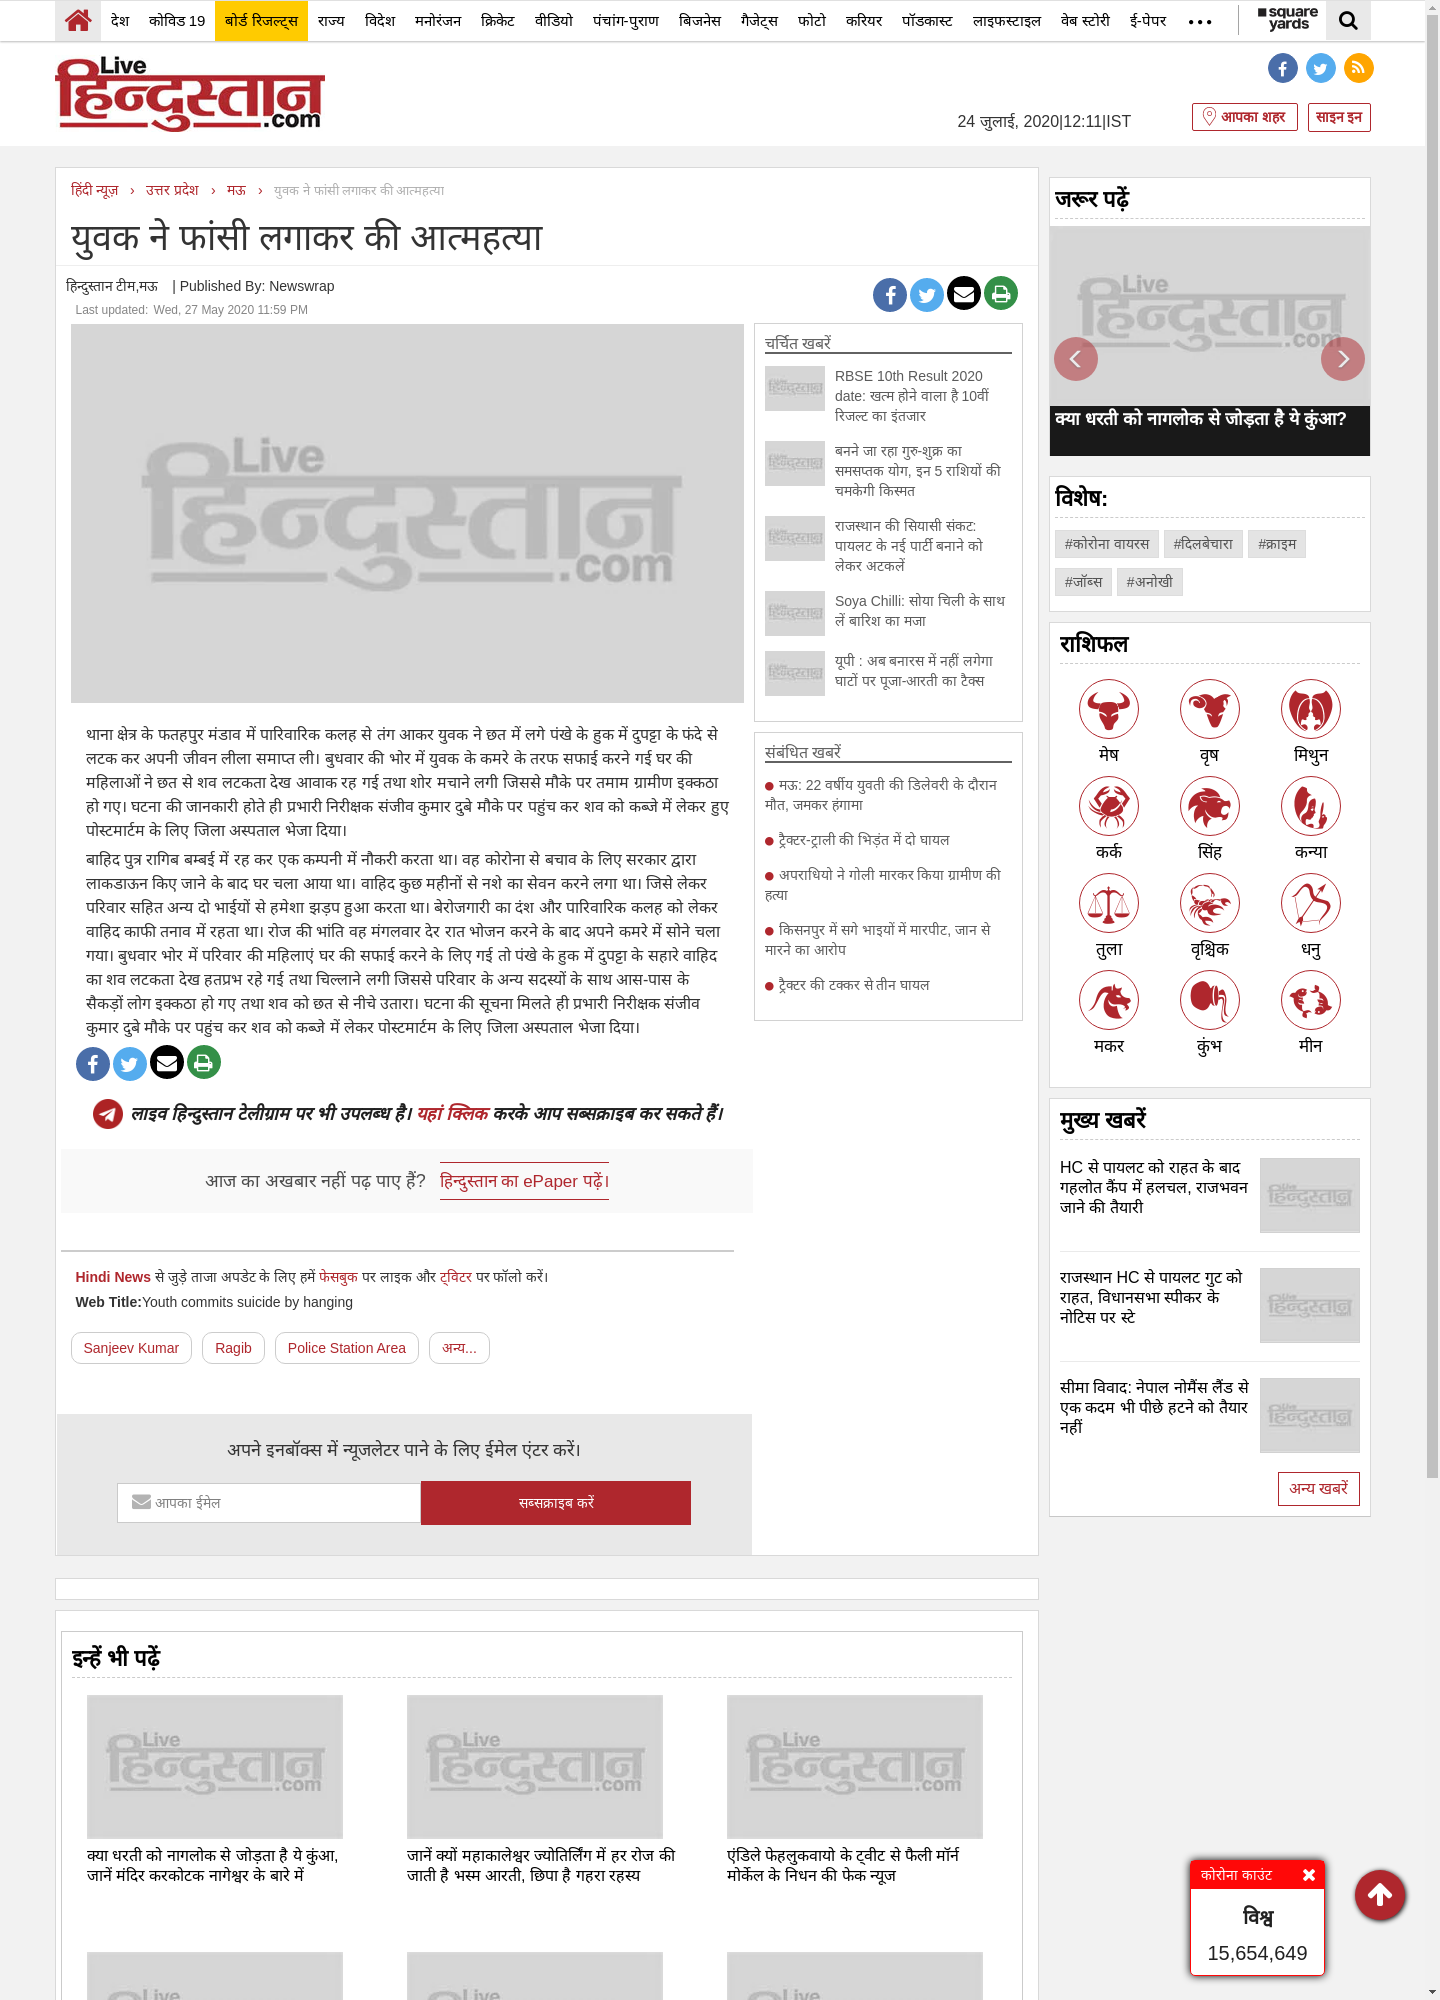 देश कोविड 19 बोर्ड रिजल्ट्स राज्य विदेश मनोरंजन क्रिकेट वीडियो पंचांग-पुराण बिजनेस गैजेट्स फोटो करियर पॉडकास्ट लाइफस्टाइल वेब स्टोरी ई-पेपर
square yards
Live
हिन्दुस्तान
.com
24 जुलाई, 2020|12:11|IST
आपका शहर साइन इन
हिंदी न्यूज़ › उत्तर प्रदेश › मऊ › युवक ने फांसी लगाकर की आत्महत्या
युवक ने फांसी लगाकर की आत्महत्या
हिन्दुस्तान टीम,मऊ | Published By: Newswrap
Last updated: Wed, 27 May 2020 11:59 PM
Live
हिन्दुस्तान
.com
थाना क्षेत्र के फतहपुर मंडाव में पारिवारिक कलह से तंग आकर युवक ने छत में लगे पंखे के हुक में दुपट्टा के फंदे से
लटक कर अपनी जीवन लीला समाप्त ली। बुधवार की भोर में युवक के कमरे के तरफ सफाई करने गई घर की
महिलाओं ने छत से शव लटकता देख आवाक रह गई तथा शोर मचाने लगी जिससे मौके पर तमाम ग्रामीण इक्कठा
हो गए। घटना की जानकारी होते ही प्रभारी निरीक्षक संजीव कुमार दुबे मौके पर पहुंच कर शव को कब्जे में लेकर हुए
पोस्टमार्टम के लिए जिला अस्पताल भेजा दिया।
बाहिद पुत्र रागिब बम्बई में रह कर एक कम्पनी में नौकरी करता था। वह कोरोना से बचाव के लिए सरकार द्वारा
लाकडाऊन किए जाने के बाद घर चला आया था। वाहिद कुछ महीनों से नशे का सेवन करने लगा था। जिसे लेकर
परिवार सहित अन्य दो भाईयों से हमेशा झड़प हुआ करता था। बेरोजगारी का दंश और पारिवारिक कलह को लेकर
वाहिद काफी तनाव में रहता था। रोज की भांति वह मंगलवार देर रात भोजन करने के बाद अपने कमरे में सोने चला
गया। बुधवार भोर में परिवार की महिलाएं घर की सफाई करने के लिए गई तो पंखे के हुक में दुपट्टा के सहारे वाहिद
का शव लटकता देख हतप्रभ रहे गई तथा चिल्लाने लगी जिससे परिवार के अन्य सदस्यों के साथ आस-पास के
सैकड़ों लोग इक्कठा हो गए तथा शव को छत से नीचे उतारा। घटना की सूचना मिलते ही प्रभारी निरीक्षक संजीव
कुमार दुबे मौके पर पहुंच कर शव को कब्जे में लेकर पोस्टमार्टम के लिए जिला अस्पताल भेजा दिया।
लाइव हिन्दुस्तान टेलीग्राम पर भी उपलब्ध है। यहां क्लिक करके आप सब्सक्राइब कर सकते हैं।
आज का अखबार नहीं पढ़ पाए हैं? हिन्दुस्तान का ePaper पढ़ें।
Hindi News से जुड़े ताजा अपडेट के लिए हमें फेसबुक पर लाइक और ट्विटर पर फॉलो करें।
Web Title:Youth commits suicide by hanging
Sanjeev Kumar Ragib Police Station Area अन्य...
अपने इनबॉक्स में न्यूजलेटर पाने के लिए ईमेल एंटर करें।
आपका ईमेल सब्सक्राइब करें
चर्चित खबरें
RBSE 10th Result 2020
date: खत्म होने वाला है 10वीं
रिजल्ट का इंतजार
बनने जा रहा गुरु-शुक्र का
समसप्तक योग, इन 5 राशियों की
चमकेगी किस्मत
राजस्थान की सियासी संकट:
पायलट के नई पार्टी बनाने को
लेकर अटकलें
Soya Chilli: सोया चिली के साथ
लें बारिश का मजा
यूपी : अब बनारस में नहीं लगेगा
घाटों पर पूजा-आरती का टैक्स
संबंधित खबरें
मऊ: 22 वर्षीय युवती की डिलेवरी के दौरान
मौत, जमकर हंगामा
ट्रैक्टर-ट्राली की भिड़ंत में दो घायल
अपराधियो ने गोली मारकर किया ग्रामीण की
हत्या
किसनपुर में सगे भाइयों में मारपीट, जान से
मारने का आरोप
ट्रैक्टर की टक्कर से तीन घायल
जरूर पढ़ें
Live
हिन्दुस्तान
.com
क्या धरती को नागलोक से जोड़ता है ये कुंआ?
विशेष:
#कोरोना वायरस #दिलबेचारा #क्राइम
#जॉब्स #अनोखी
राशिफल
मेष वृष मिथुन
कर्क सिंह कन्या
तुला वृश्चिक धनु
मकर कुंभ मीन
मुख्य खबरें
HC से पायलट को राहत के बाद
गहलोत कैंप में हलचल, राजभवन
जाने की तैयारी
राजस्थान HC से पायलट गुट को
राहत, विधानसभा स्पीकर के
नोटिस पर स्टे
सीमा विवाद: नेपाल नोमैंस लैंड से
एक कदम भी पीछे हटने को तैयार
नहीं
अन्य खबरें
इन्हें भी पढ़ें
Live
हिन्दुस्तान
.com
Live
हिन्दुस्तान
.com
Live
हिन्दुस्तान
.com
क्या धरती को नागलोक से जोड़ता है ये कुंआ,
जानें मंदिर करकोटक नागेश्वर के बारे में
जानें क्यों महाकालेश्वर ज्योतिर्लिंग में हर रोज की
जाती है भस्म आरती, छिपा है गहरा रहस्य
एंडिले फेहलुकवायो के ट्वीट से फैली मॉर्न
मोर्केल के निधन की फेक न्यूज
कोरोना काउंट
विश्व
15,654,649